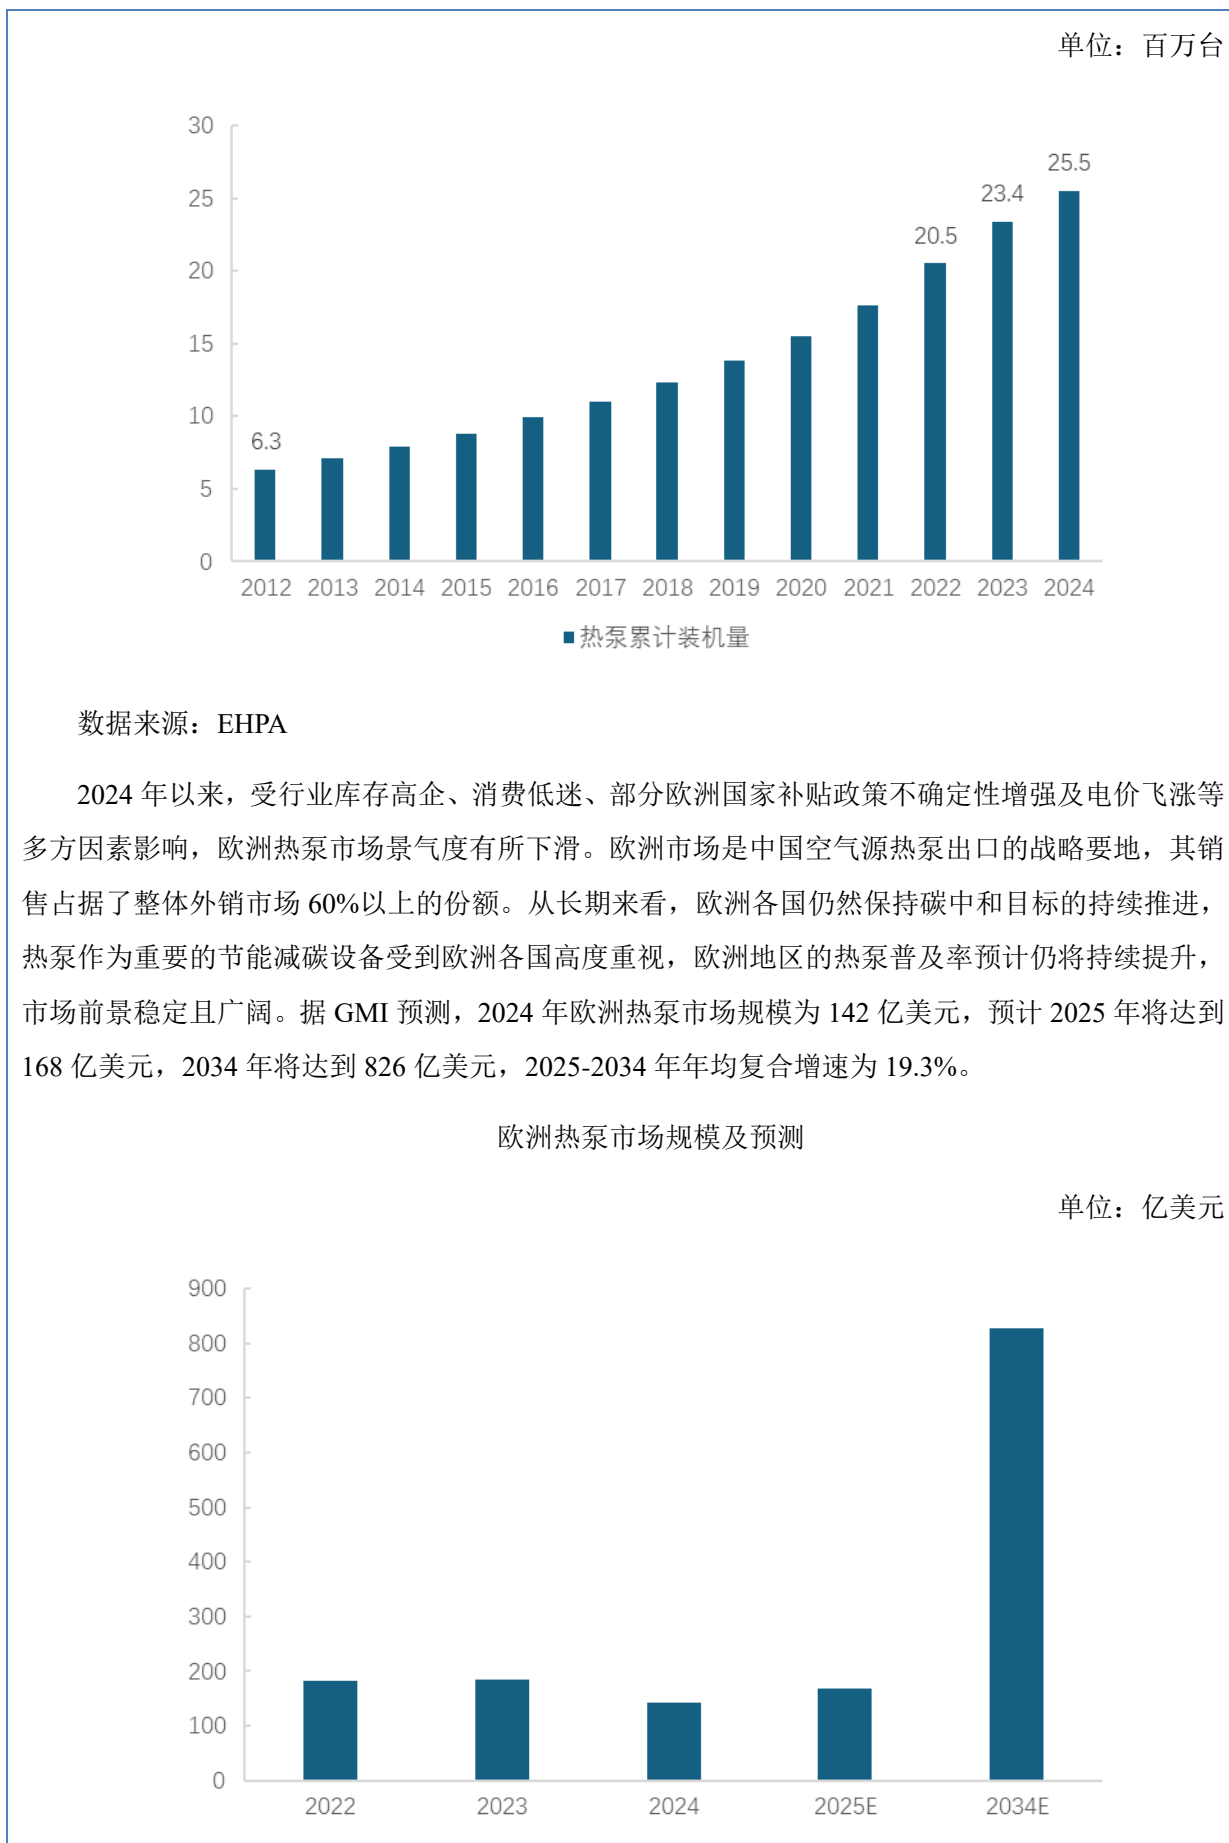 单位：百万台
30
25
20
15
10
5
0
6.3
20.5
23.4
25.5
2012 2013 2014 2015 2016 2017 2018 2019 2020 2021 2022 2023 2024
热泵累计装机量
数据来源：EHPA
2024 年以来，受行业库存高企、消费低迷、部分欧洲国家补贴政策不确定性增强及电价飞涨等
多方因素影响，欧洲热泵市场景气度有所下滑。欧洲市场是中国空气源热泵出口的战略要地，其销
售占据了整体外销市场 60%以上的份额。从长期来看，欧洲各国仍然保持碳中和目标的持续推进，
热泵作为重要的节能减碳设备受到欧洲各国高度重视，欧洲地区的热泵普及率预计仍将持续提升，
市场前景稳定且广阔。据 GMI 预测，2024 年欧洲热泵市场规模为 142 亿美元，预计 2025 年将达到
168 亿美元，2034 年将达到 826 亿美元，2025-2034 年年均复合增速为 19.3%。
欧洲热泵市场规模及预测
单位：亿美元
900
800
700
600
500
400
300
200
100
0
2022 2023 2024 2025E 2034E